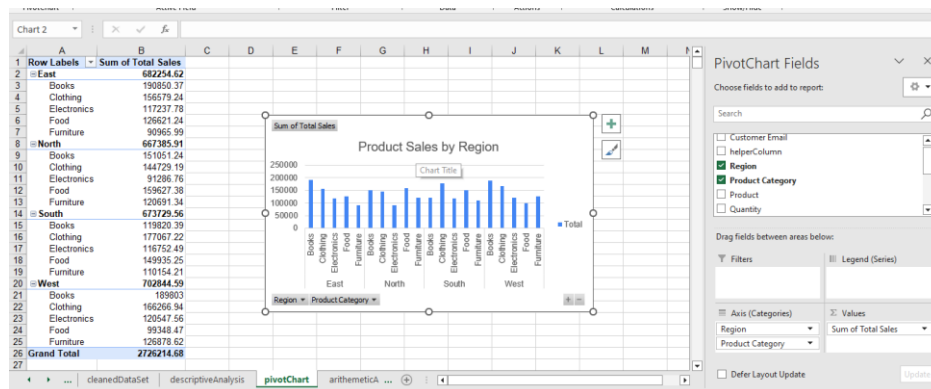 Chart 2
fx
A B C D E F G H I J K L M
1 Row Labels Sum of Total Sales
2 East 682254.62
3 Books 190850.37
4 Clothing 156579.24
5 Electronics 117237.78
6 Food 126621.24
7 Furniture 90965.99
8 North 667385.91
9 Books 151051.24
10 Clothing 144729.19
11 Electronics 91286.76
12 Food 159627.38
13 Furniture 120691.34
14 South 673729.56
15 Books 119820.39
16 Clothing 177067.22
17 Electronics 116752.49
18 Food 149935.25
19 Furniture 110154.21
20 West 702844.59
21 Books 189803
22 Clothing 166266.94
23 Electronics 120547.56
24 Food 99348.47
25 Furniture 126878.62
26 Grand Total 2726214.68
27
Sum of Total Sales
Product Sales by Region
Chart Title
250000
200000
150000
100000
50000
0
Total
Books Clothing Electronics Food Furniture Books Clothing Electronics Food Furniture Books Clothing Electronics Food Furniture Books Clothing Electronics Food Furniture
East North South West
Region Product Category
PivotChart Fields
Choose fields to add to report:
Search
Customer Email
helperColumn
Region
Product Category
Product
Quantity
Drag fields between areas below:
Filters
Legend (Series)
Axis (Categories)
Values
Region
Sum of Total Sales
Product Category
Defer Layout Update
Update
... cleanedDataSet descriptiveAnalysis pivotChart arithemeticA ...